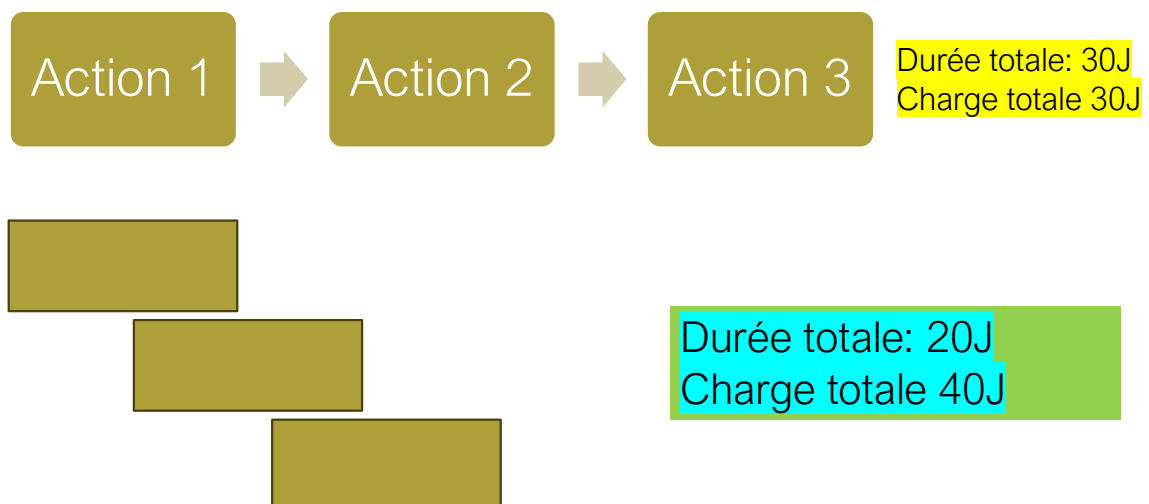 Action 1
Action 2
Action 3
Durée totale: 30J
Charge totale 30J
Durée totale: 20J
Charge totale 40J